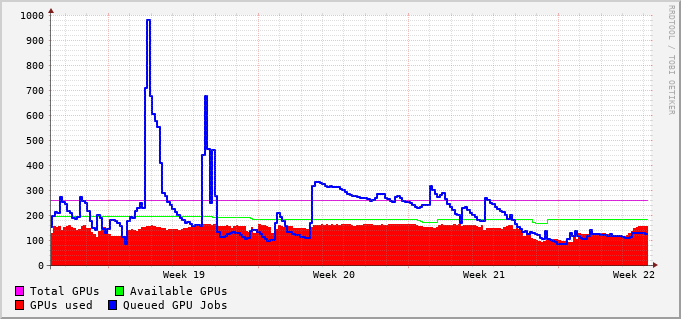 1000
900
800
700
600
500
400
300
200
100
0
Week 19 Week 20 Week 21 Week 22
Total GPUs Available GPUs
GPUs used Queued GPU Jobs
RRDTOOL / TOBI OETIKER